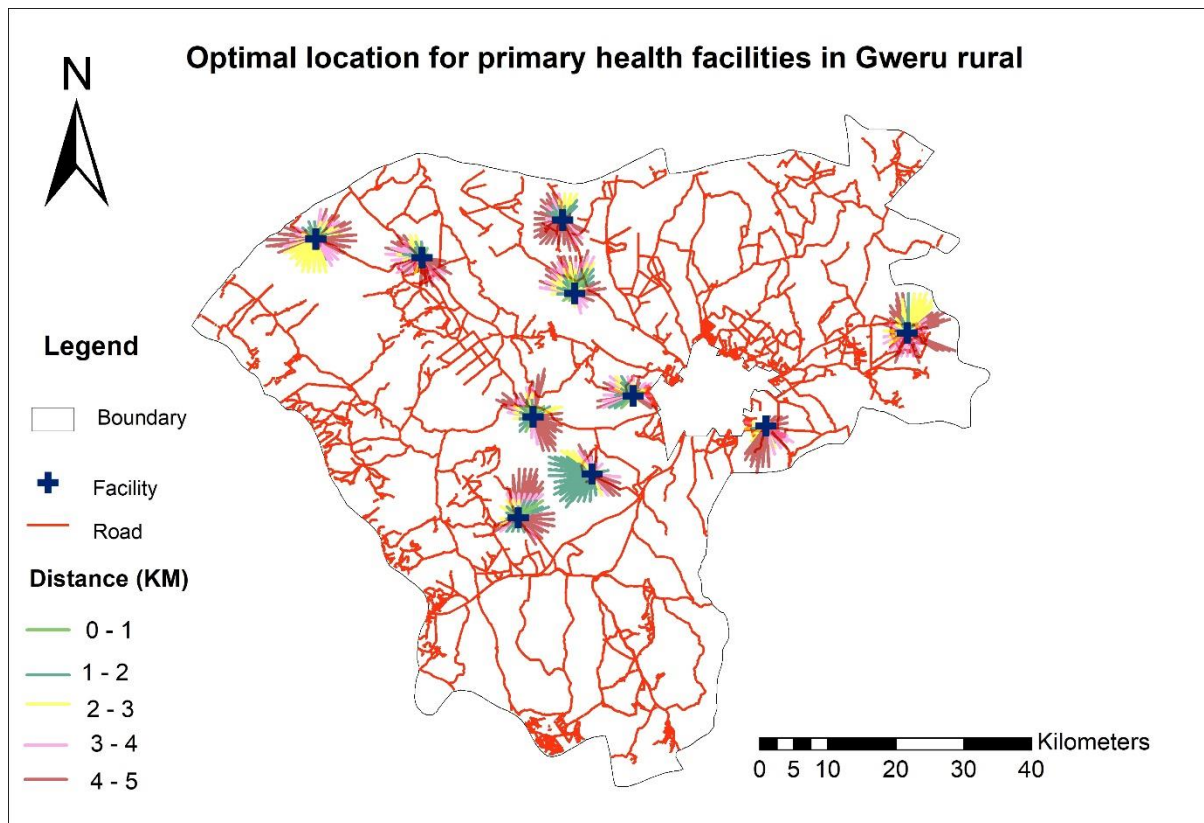 Optimal location for primary health facilities in Gweru rural
N
Legend
Boundary
Facility
Road
Distance (KM)
0 - 1
1 - 2
2 - 3
3 - 4
4 - 5
Kilometers
0 5 10 20 30 40